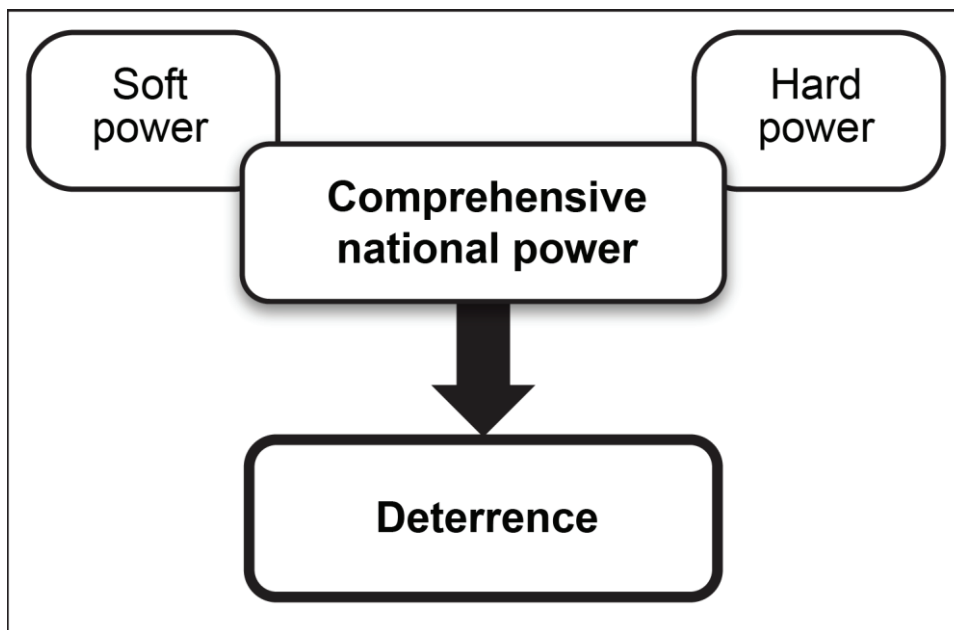 Soft
power
Hard
power
Comprehensive
national power
Deterrence